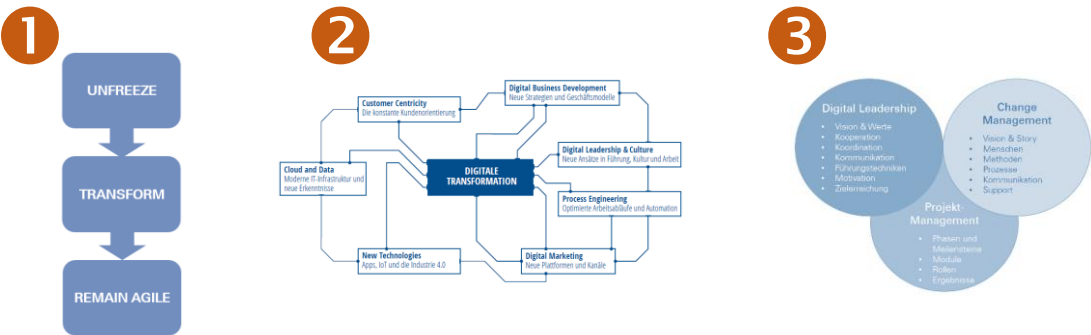 1
UNFREEZE
TRANSFORM
REMAIN AGILE
2
Digital Business Development
Neue Strategien und Geschäftsmodelle
Customer Centricity
Die konstante Kundenorientierung
Digital Leadership & Culture
Neue Ansätze in Führung, Kultur und Arbeit
Cloud and Data
Moderne IT-Infrastruktur und
neue Erkenntnisse
DIGITALE
TRANSFORMATION
Process Engineering
Optimierte Arbeitsabläufe und Automation
New Technologies
Apps, IoT und die Industrie 4.0
Digital Marketing
Neue Plattformen und Kanäle
3
Digital Leadership
• Vision & Werte
• Kooperation
• Koordination
• Kommunikation
• Führungstechniken
• Motivation
• Zielerreichung
Change
Management
• Vision & Story
• Menschen
• Methoden
• Prozesse
• Kommunikation
• Support
Projekt-
Management
• Phasen und
Meilensteine
• Module
• Rollen
• Ergebnisse